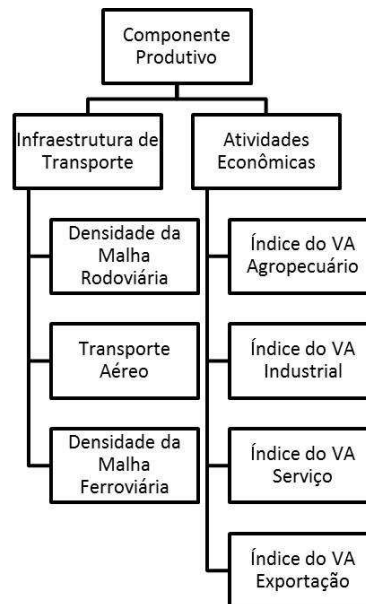 Componente
Produtivo
Infraestrutura de
Transporte
Densidade da
Malha
Rodoviária
Transporte
Aéreo
Densidade da
Malha
Ferroviária
Atividades
Econômicas
Índice do VA
Agropecuário
Índice do VA
Industrial
Índice do VA
Serviço
Índice do VA
Exportação